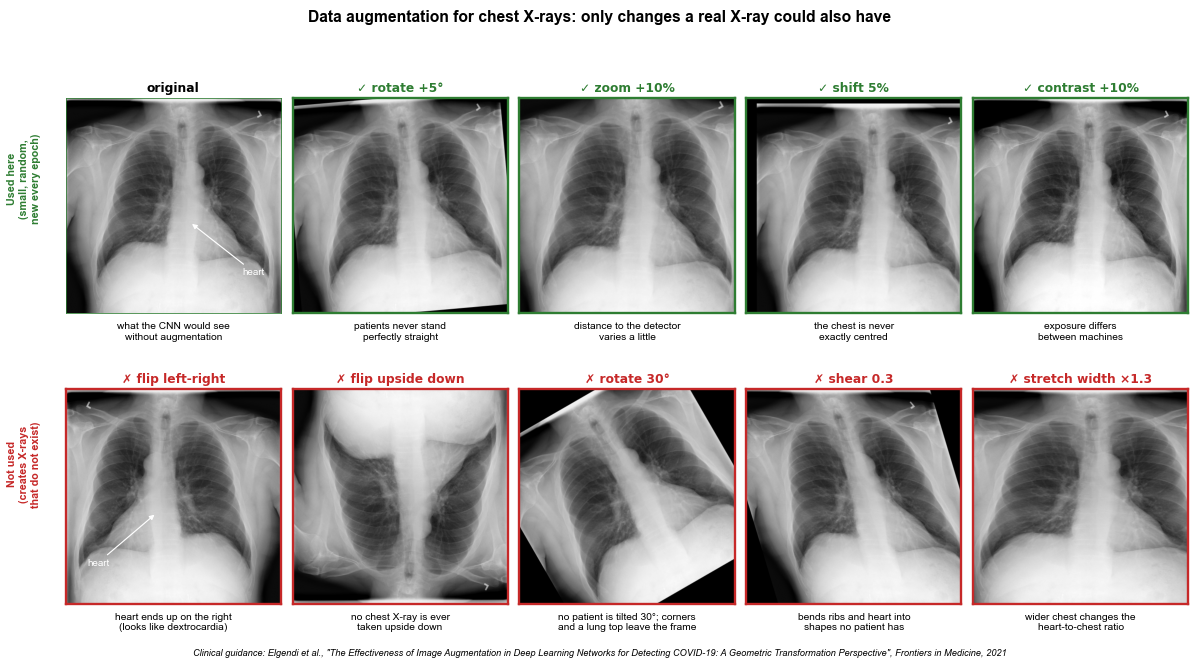 Data augmentation for chest X-rays: only changes a real X-ray could also have
Used here
(small, random,
new every epoch)
original
✓ rotate +5°
✓ zoom +10%
✓ shift 5%
✓ contrast +10%
heart
what the CNN would see
without augmentation
patients never stand
perfectly straight
distance to the detector
varies a little
the chest is never
exactly centred
exposure differs
between machines
Not used
(creates X-rays
that do not exist)
✗ flip left-right
✗ flip upside down
✗ rotate 30°
✗ shear 0.3
✗ stretch width ×1.3
heart
heart ends up on the right
(looks like dextrocardia)
no chest X-ray is ever
taken upside down
no patient is tilted 30°; corners
and a lung top leave the frame
bends ribs and heart into
shapes no patient has
wider chest changes the
heart-to-chest ratio
Clinical guidance: Elgendi et al., "The Effectiveness of Image Augmentation in Deep Learning Networks for Detecting COVID-19: A Geometric Transformation Perspective", Frontiers in Medicine, 2021